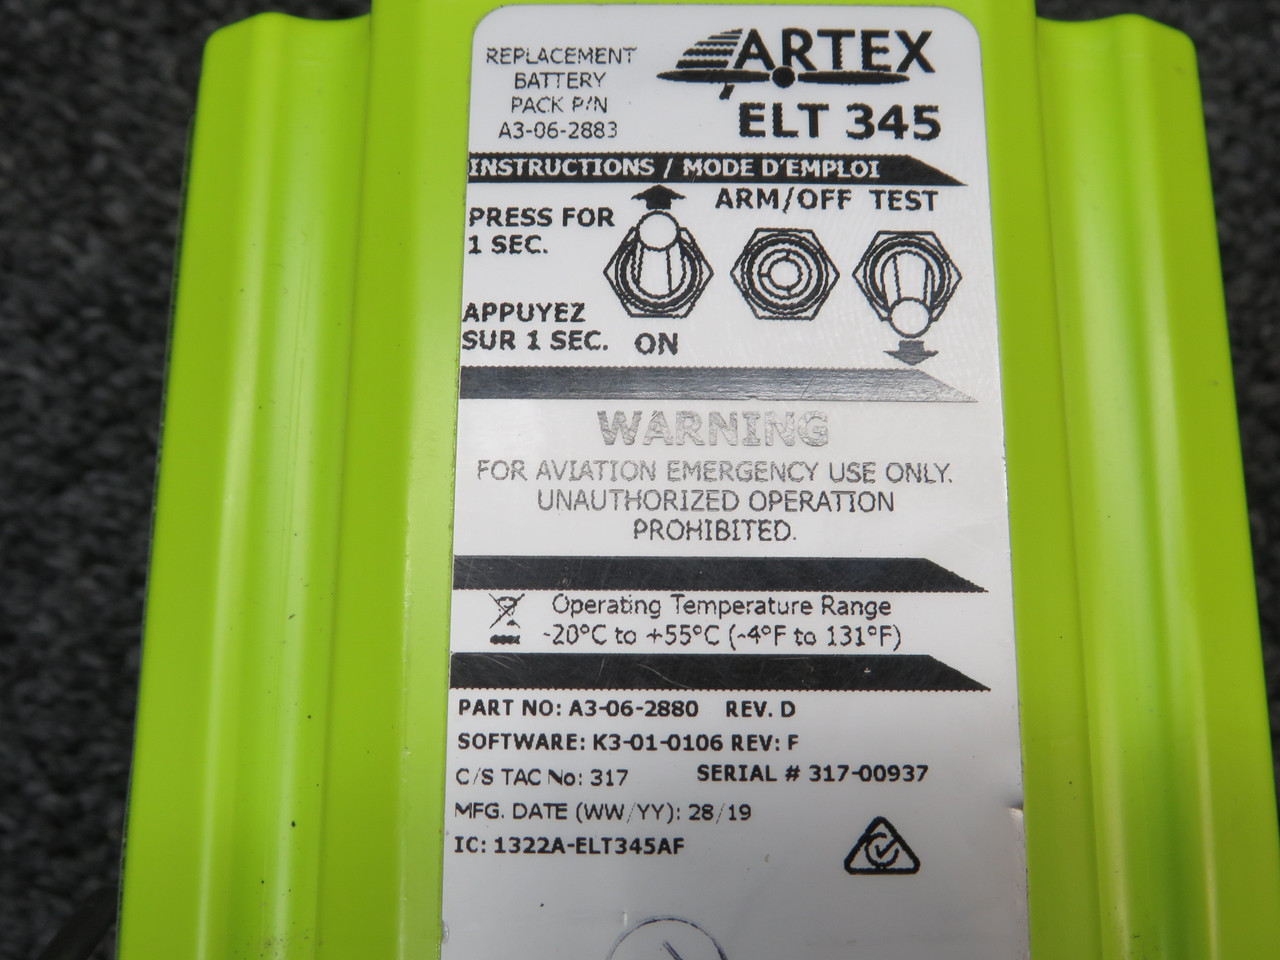 REPLACEMENT
BATTERY
PACK P/N
A3-06-2883
ARTEX
ELT 345
INSTRUCTIONS / MODE D'EMPLOI
PRESS FOR
1 SEC.
ARM/OFF TEST
APPUYEZ
SUR 1 SEC. ON
WARNING
FOR AVIATION EMERGENCY USE ONLY.
UNAUTHORIZED OPERATION
PROHIBITED.
Operating Temperature Range
-20°C to +55°C (-4°F to 131°F)
PART NO: A3-06-2880 REV. D
SOFTWARE: K3-01-0106 REV: F
C/S TAC No: 317 SERIAL # 317-00937
MFG. DATE (WW/YY): 28/19
IC: 1322A-ELT345AF